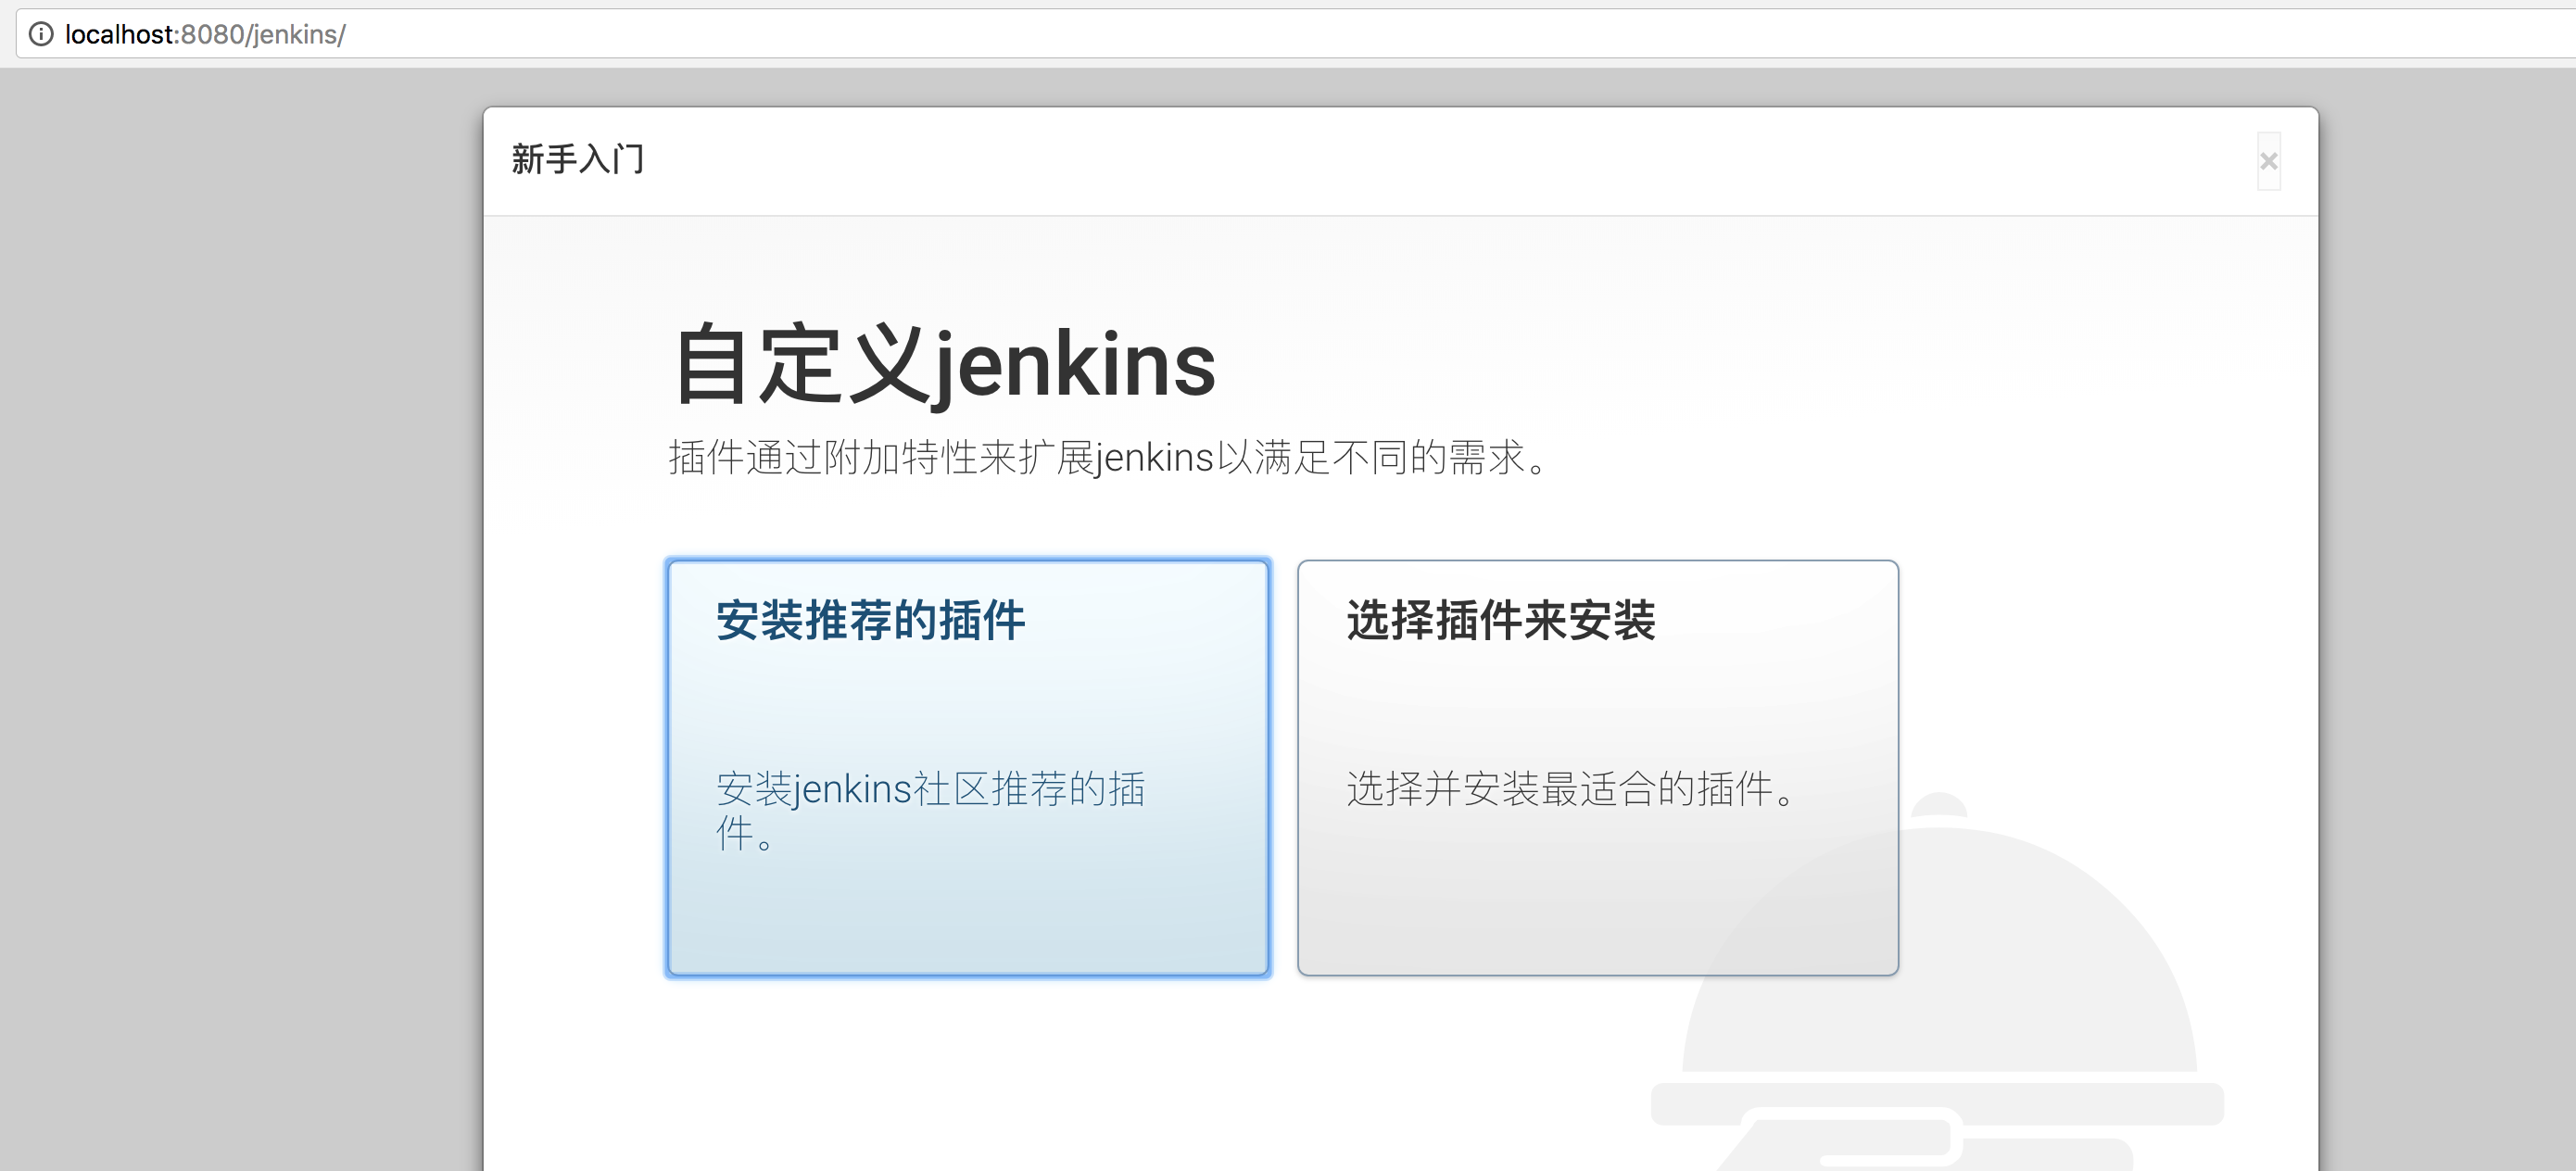 localhost:8080/jenkins/
新手入门
×
自定义jenkins
插件通过附加特性来扩展jenkins以满足不同的需求。
安装推荐的插件
安装jenkins社区推荐的插
件。
选择插件来安装
选择并安装最适合的插件。